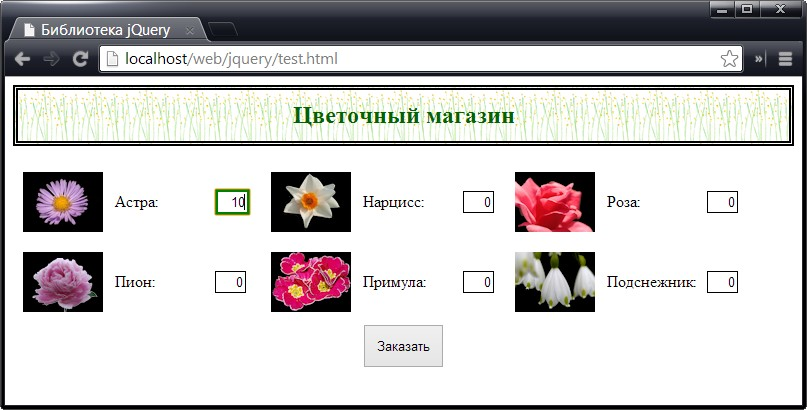 Библиотека jQuery
localhost/web/jquery/test.html
Цветочный магазин
Астра: 10 Нарцисс: 0 Роза: 0
Пион: 0 Примула: 0 Подснежник: 0
Заказать